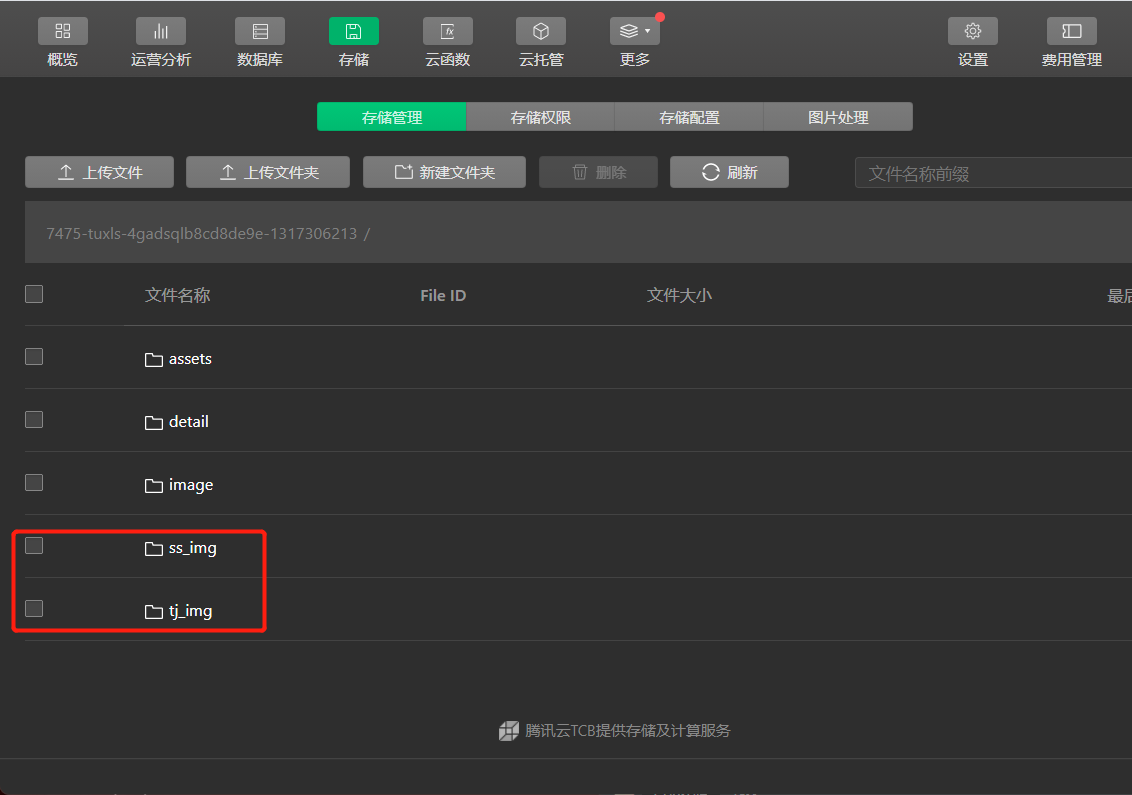 概览 运营分析 数据库 存储 云函数 云托管 更多 设置 费用管理
存储管理 存储权限 存储配置 图片处理
上传文件 上传文件夹 新建文件夹 删除 刷新 文件名称前缀
7475-tuxls-4gadsqlb8cd8de9e-1317306213 /
文件名称 File ID 文件大小 最后
assets
detail
image
ss_img
tj_img
腾讯云TCB提供存储及计算服务